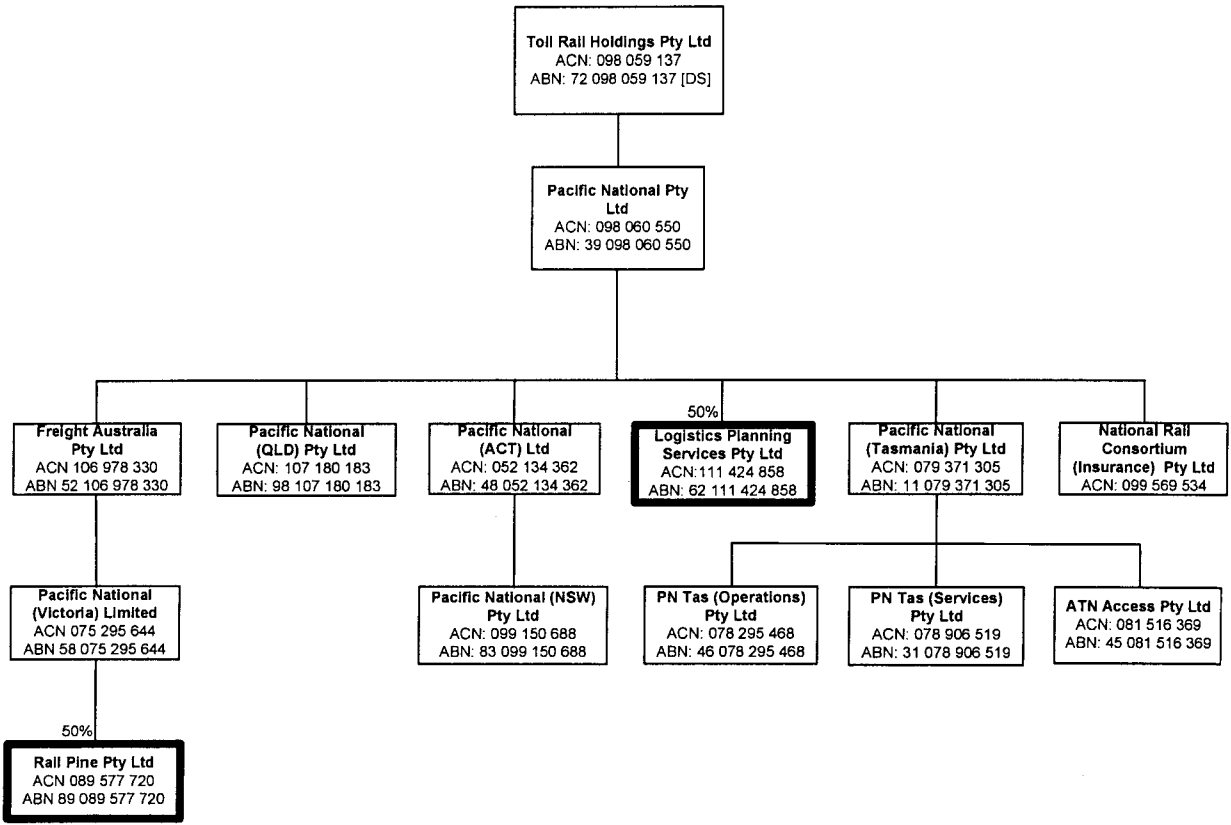 Toll Rail Holdings Pty Ltd
ACN: 098 059 137
ABN: 72 098 059 137 [DS]
Pacific National Pty
Ltd
ACN: 098 060 550
ABN: 39 098 060 550
Freight Australia
Pty Ltd
ACN 106 978 330
ABN 52 106 978 330
Pacific National
(QLD) Pty Ltd
ACN: 107 180 183
ABN: 98 107 180 183
Pacific National
(ACT) Ltd
ACN: 052 134 362
ABN: 48 052 134 362
50%
Logistics Planning
Services Pty Ltd
ACN:111 424 858
ABN: 62 111 424 858
Pacific National
(Tasmania) Pty Ltd
ACN: 079 371 305
ABN: 11 079 371 305
National Rail
Consortium
(Insurance) Pty Ltd
ACN: 099 569 534
Pacific National
(Victoria) Limited
ACN 075 295 644
ABN 58 075 295 644
Pacific National (NSW)
Pty Ltd
ACN: 099 150 688
ABN: 83 099 150 688
PN Tas (Operations)
Pty Ltd
ACN: 078 295 468
ABN: 46 078 295 468
PN Tas (Services)
Pty Ltd
ACN: 078 906 519
ABN: 31 078 906 519
ATN Access Pty Ltd
ACN: 081 516 369
ABN: 45 081 516 369
50%
Rail Pine Pty Ltd
ACN 089 577 720
ABN 89 089 577 720